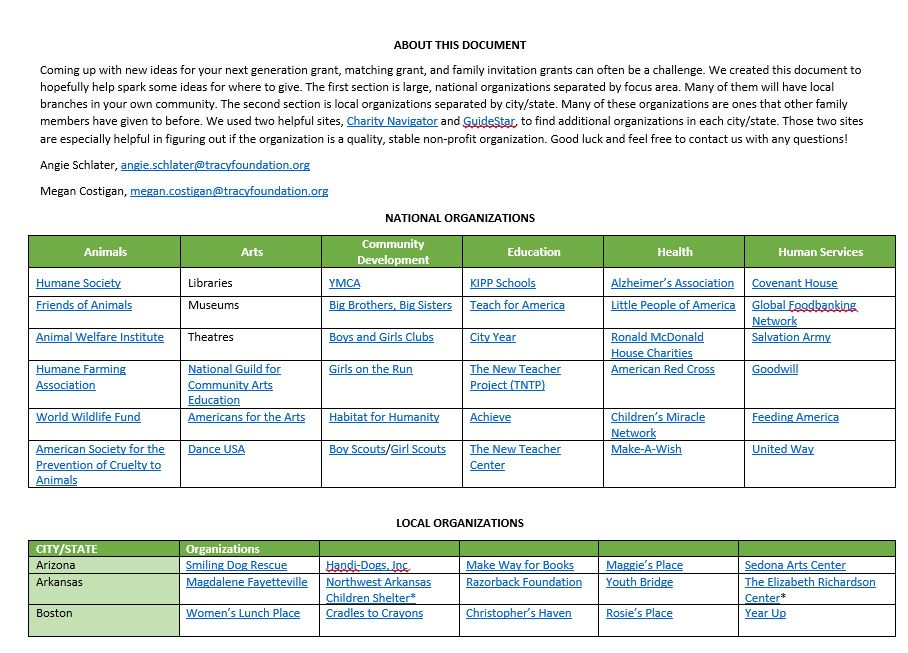 ABOUT THIS DOCUMENT
Coming up with new ideas for your next generation grant, matching grant, and family invitation grants can often be a challenge. We created this document to
hopefully help spark some ideas for where to give. The first section is large, national organizations separated by focus area. Many of them will have local
branches in your own community. The second section is local organizations separated by city/state. Many of these organizations are ones that other family
members have given to before. We used two helpful sites, Charity Navigator and GuideStar, to find additional organizations in each city/state. Those two sites
are especially helpful in figuring out if the organization is a quality, stable non-profit organization. Good luck and feel free to contact us with any questions!
Angie Schlater, angie.schlater@tracyfoundation.org
Megan Costigan, megan.costigan@tracyfoundation.org
NATIONAL ORGANIZATIONS
Animals Arts Community Development Education Health Human Services
Humane Society Libraries YMCA KIPP Schools Alzheimer's Association Covenant House
Friends of Animals Museums Big Brothers, Big Sisters Teach for America Little People of America Global Foodbanking Network
Animal Welfare Institute Theatres Boys and Girls Clubs City Year Ronald McDonald House Charities Salvation Army
Humane Farming Association National Guild for Community Arts Education Girls on the Run The New Teacher Project (TNTP) American Red Cross Goodwill
World Wildlife Fund Americans for the Arts Habitat for Humanity Achieve Children's Miracle Network Feeding America
American Society for the Prevention of Cruelty to Animals Dance USA Boy Scouts/Girl Scouts The New Teacher Center Make-A-Wish United Way
LOCAL ORGANIZATIONS
CITY/STATE Organizations
Arizona Smiling Dog Rescue Handi-Dogs, Inc. Make Way for Books Maggie's Place Sedona Arts Center
Arkansas Magdalene Fayetteville Northwest Arkansas Children Shelter* Razorback Foundation Youth Bridge The Elizabeth Richardson Center*
Boston Women's Lunch Place Cradles to Crayons Christopher's Haven Rosie's Place Year Up